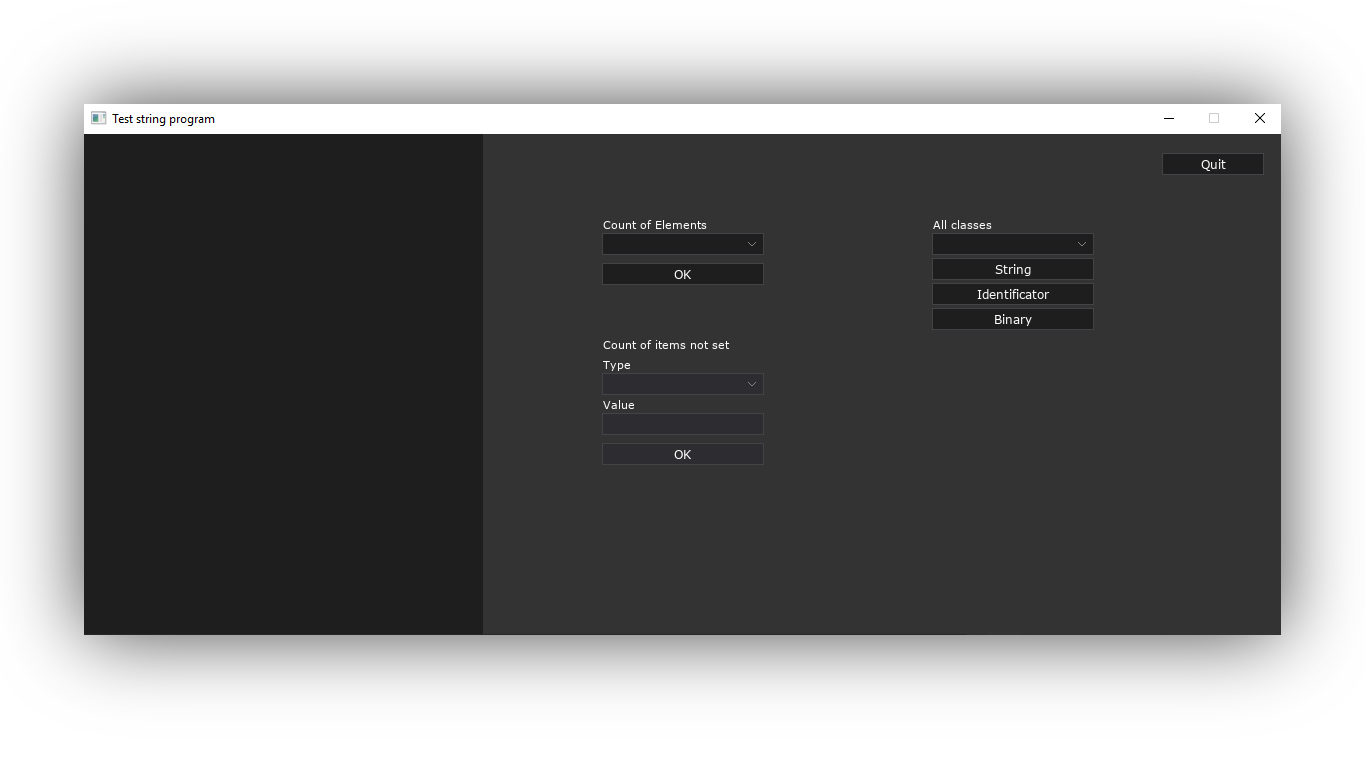 Test string program
Quit
Count of Elements
OK
All classes
String
Identificator
Binary
Count of items not set
Type
Value
OK